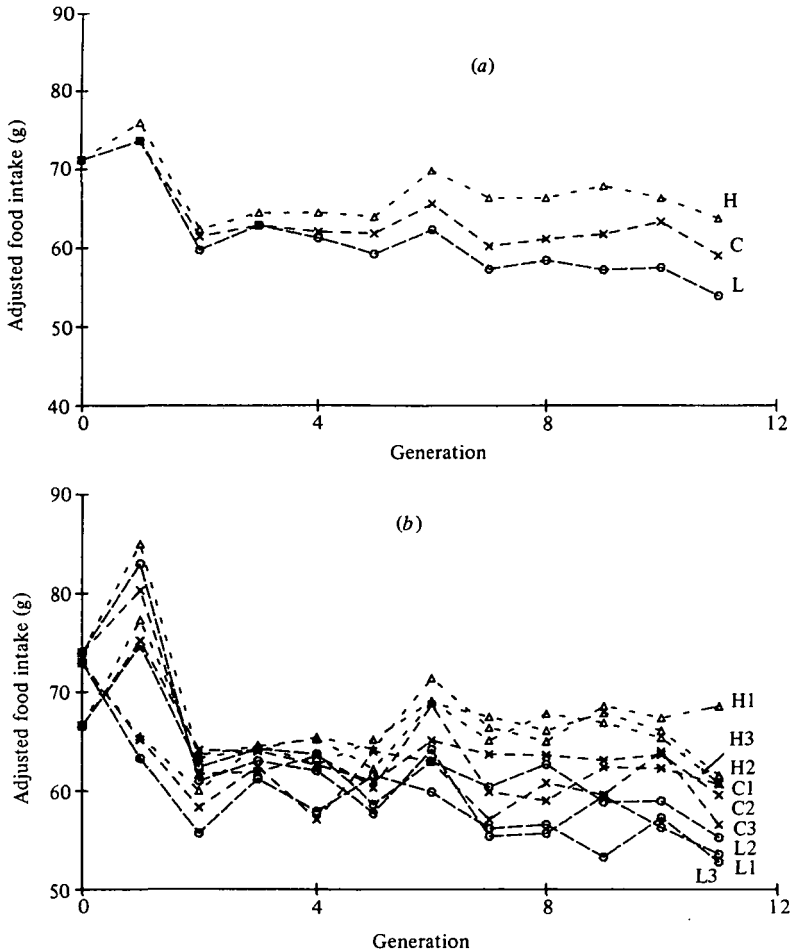 90
(a)
80
70
60
50
40
H
C
L
0
4
8
12
Generation
Adjusted food intake (g)
90
(b)
80
70
60
50
H1
H3
H2
C1
C2
C3
L2
L3 L1
0
4
8
12
Generation
Adjusted food intake (g)